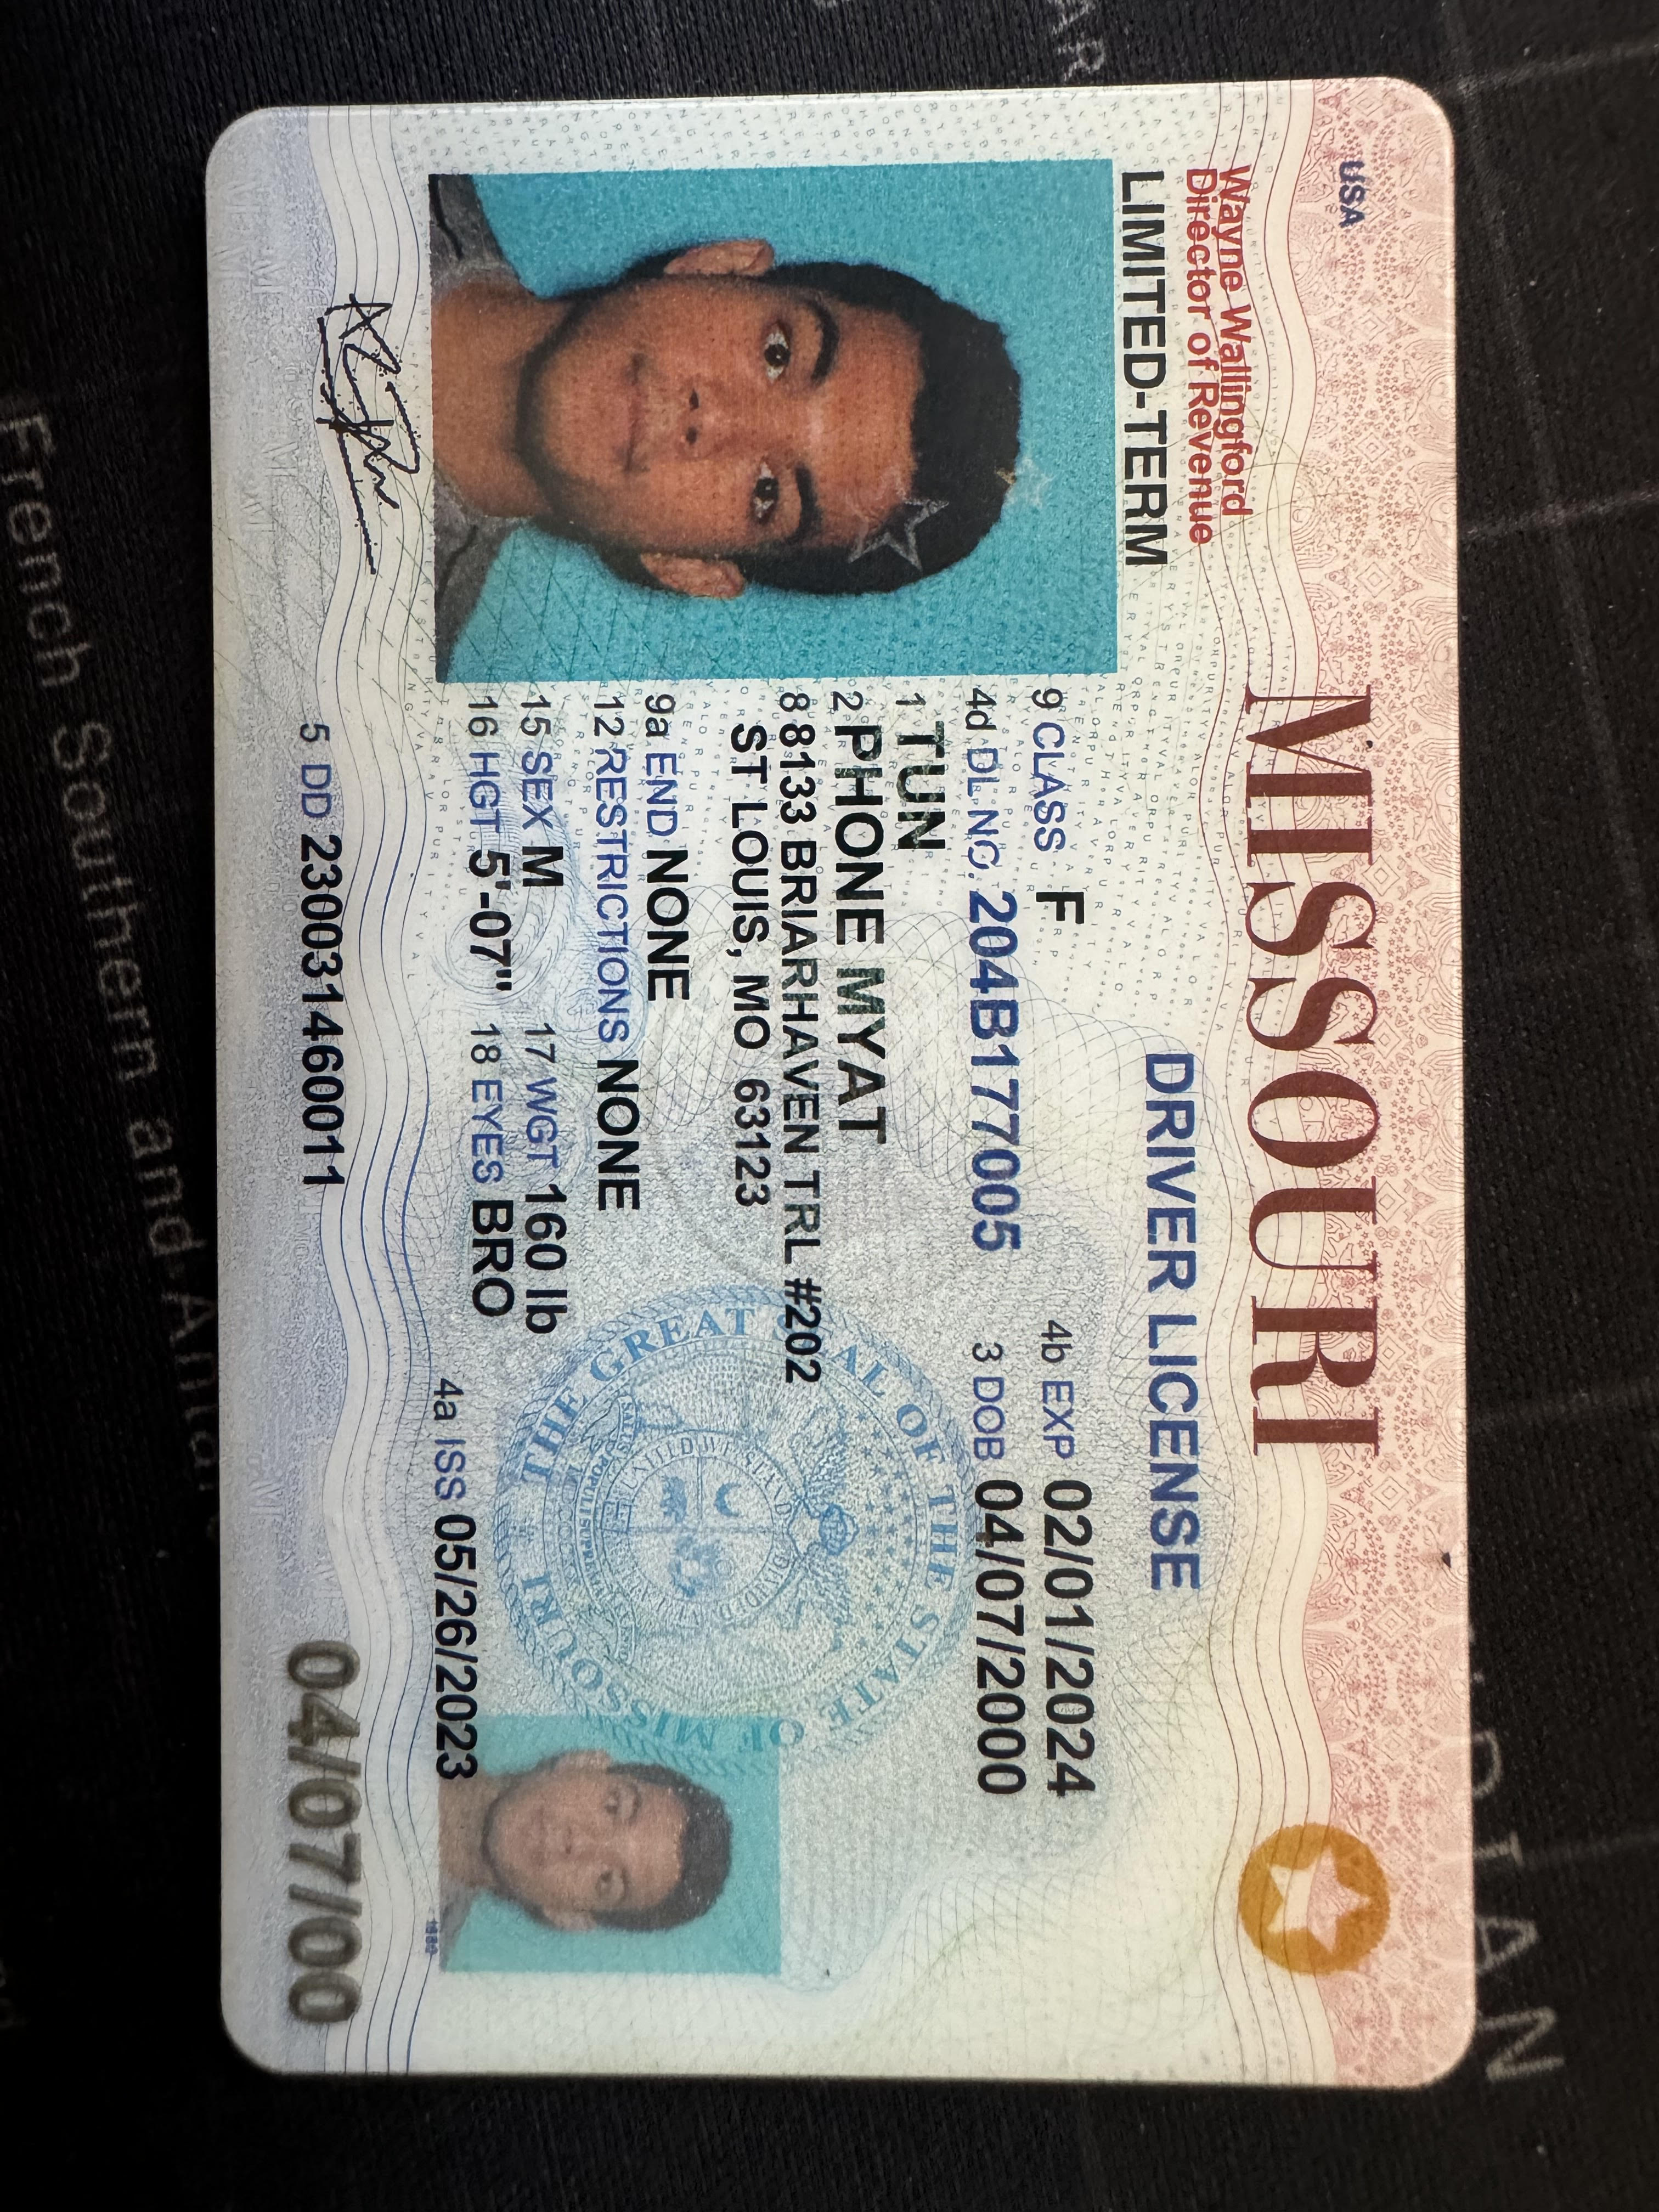 USA
MISSOURI
Wayne Wallingford
Director of Revenue
DRIVER LICENSE
LIMITED-TERM
9 CLASS F
4b EXP 02/01/2024
4d DL NO. 204B177005
3 DOB 04/07/2000
1 TUN
2 PHONE MYAT
8 8133 BRIARHAVEN TRL #202
ST LOUIS, MO 63123
9a END NONE
12 RESTRICTIONS NONE
15 SEX M
17 WGT 160 lb
16 HGT 5'-07"
18 EYES BRO
4a ISS 05/26/2023
5 DD 230031460011
04/07/00
THE GREAT SEAL OF THE STATE OF MISSOURI
French Southern and Antar